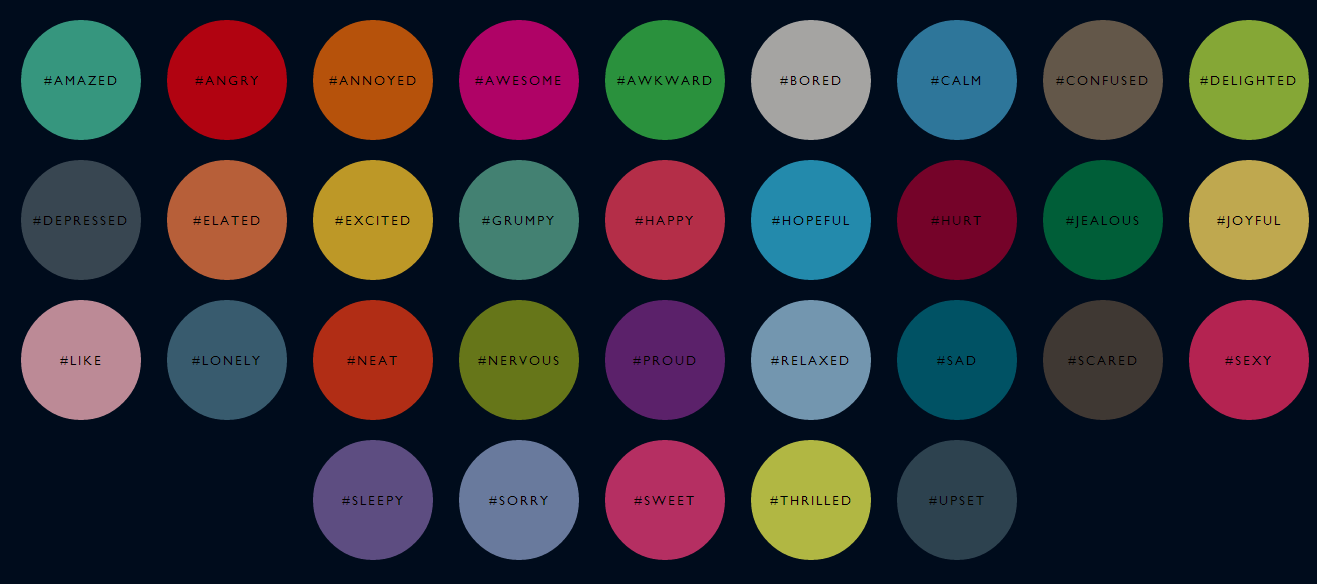 #AMAZED #ANGRY #ANNOYED #AWESOME #AWKWARD #BORED #CALM #CONFUSED #DELIGHTED
#DEPRESSED #ELATED #EXCITED #GRUMPY #HAPPY #HOPEFUL #HURT #JEALOUS #JOYFUL
#LIKE #LONELY #NEAT #NERVOUS #PROUD #RELAXED #SAD #SCARED #SEXY
#SLEEPY #SORRY #SWEET #THRILLED #UPSET